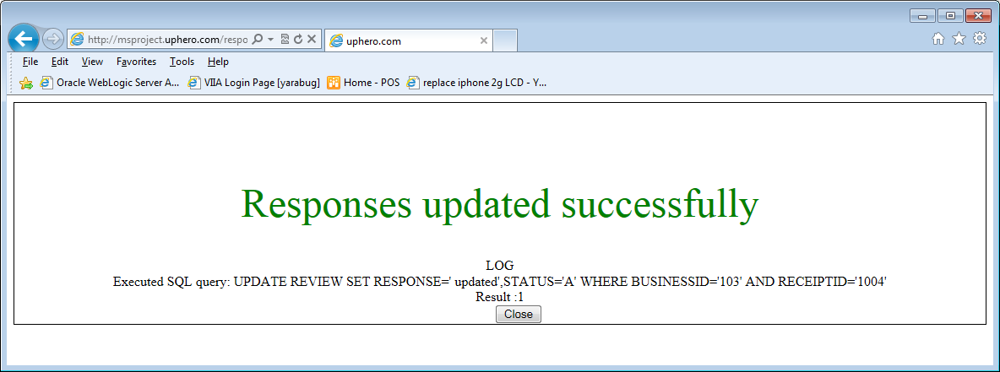 http://msproject.uphero.com/respo
uphero.com
File Edit View Favorites Tools Help
Oracle WebLogic Server A... VIIA Login Page [yarabug] Home - POS replace iphone 2g LCD - Y...
Responses updated successfully
LOG
Executed SQL query: UPDATE REVIEW SET RESPONSE=' updated',STATUS='A' WHERE BUSINESSID='103' AND RECEIPTID='1004'
Result :1
Close